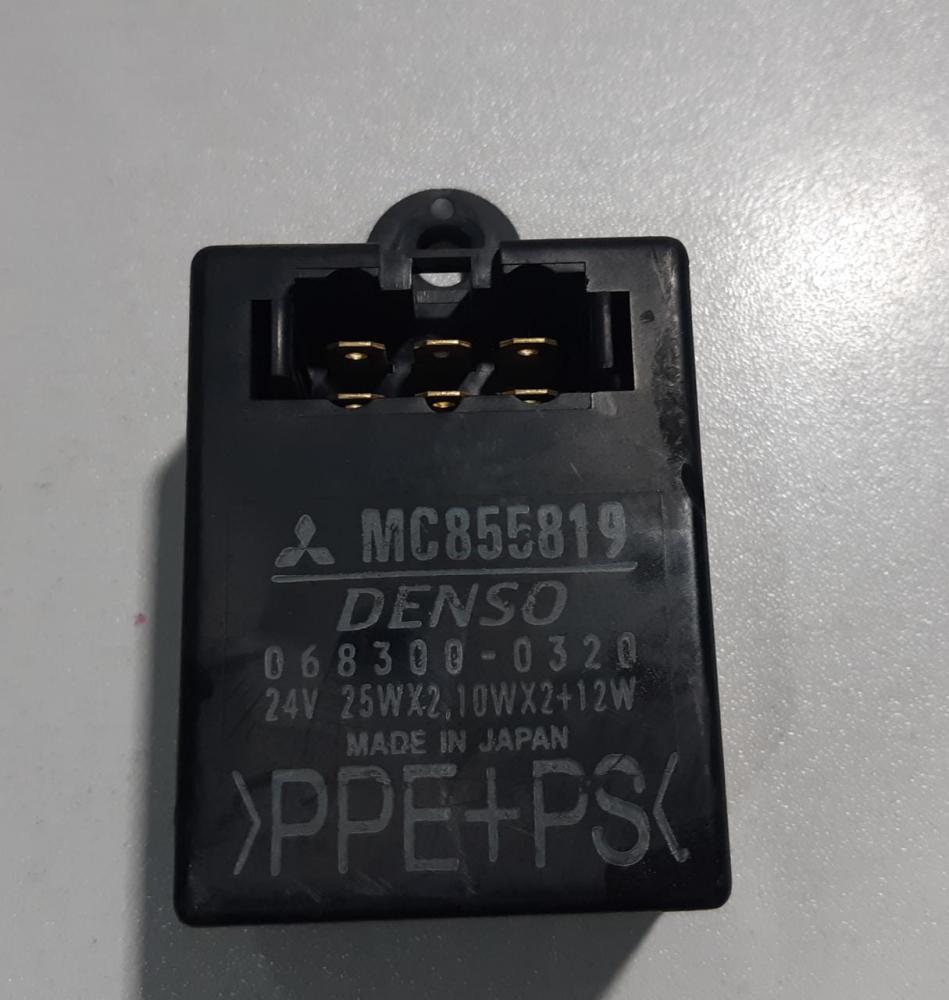 MC855819
DENSO
068300-0320
24V 25WX2,10WX2+12W
MADE IN JAPAN
>PPE+PS<